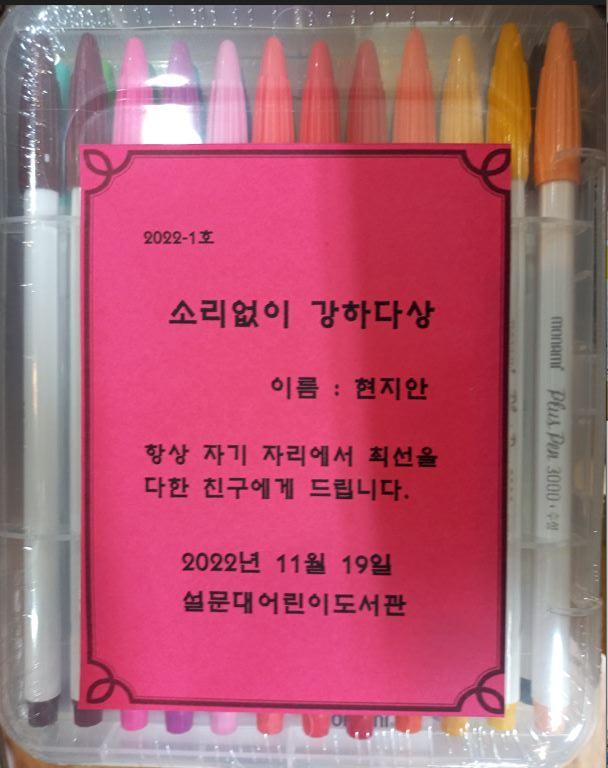 2022-1호
소리없이 강하다상
이름 : 현지안
항상 자기 자리에서 최선을
다한 친구에게 드립니다.
2022년 11월 19일
설문대어린이도서관
monami Plus Pen 3000 · 수성